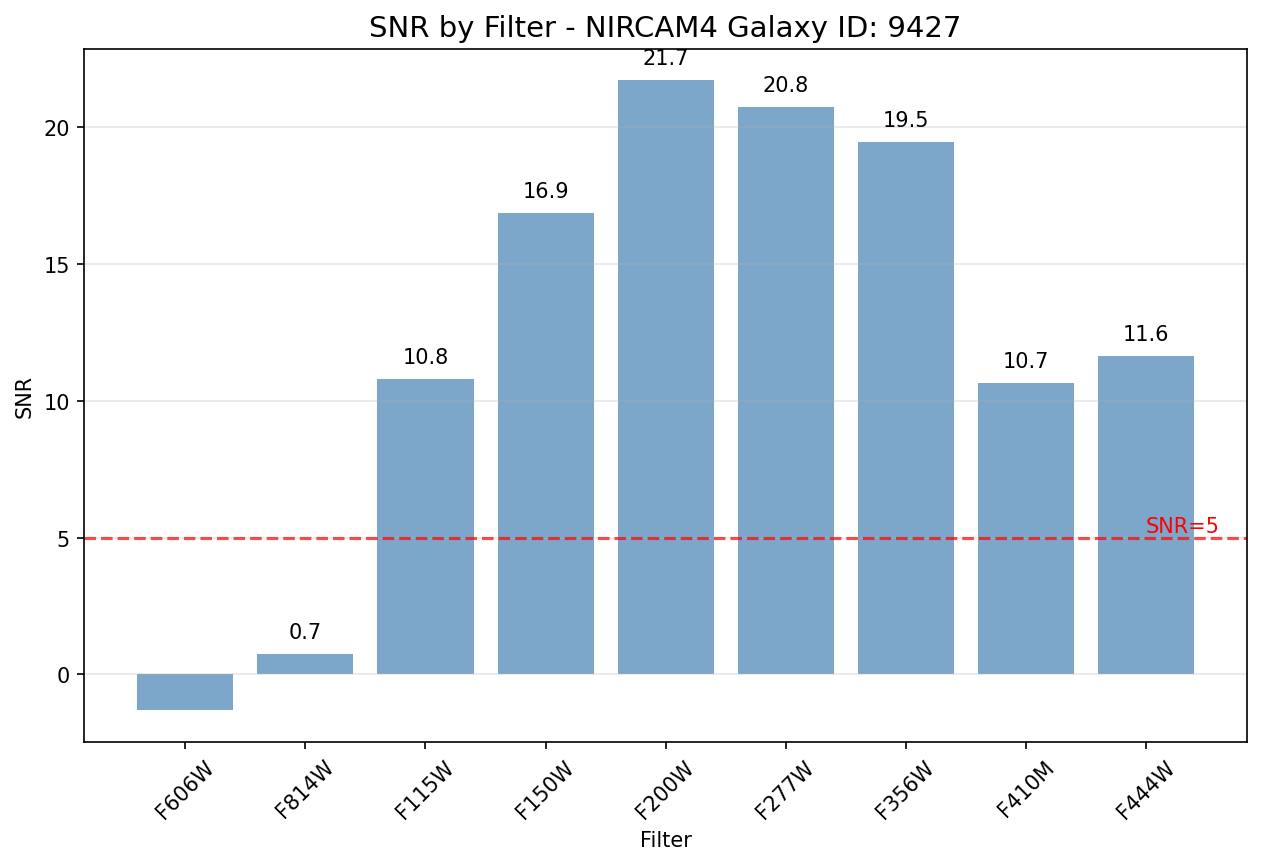 SNR by Filter - NIRCAM4 Galaxy ID: 9427
21.7
20.8
19.5
16.9
11.6
10.8
10.7
0.7
SNR=5
20
15
10
5
0
SNR
F606W
F814W
F115W
F150W
F200W
F277W
F356W
F410M
F444W
Filter